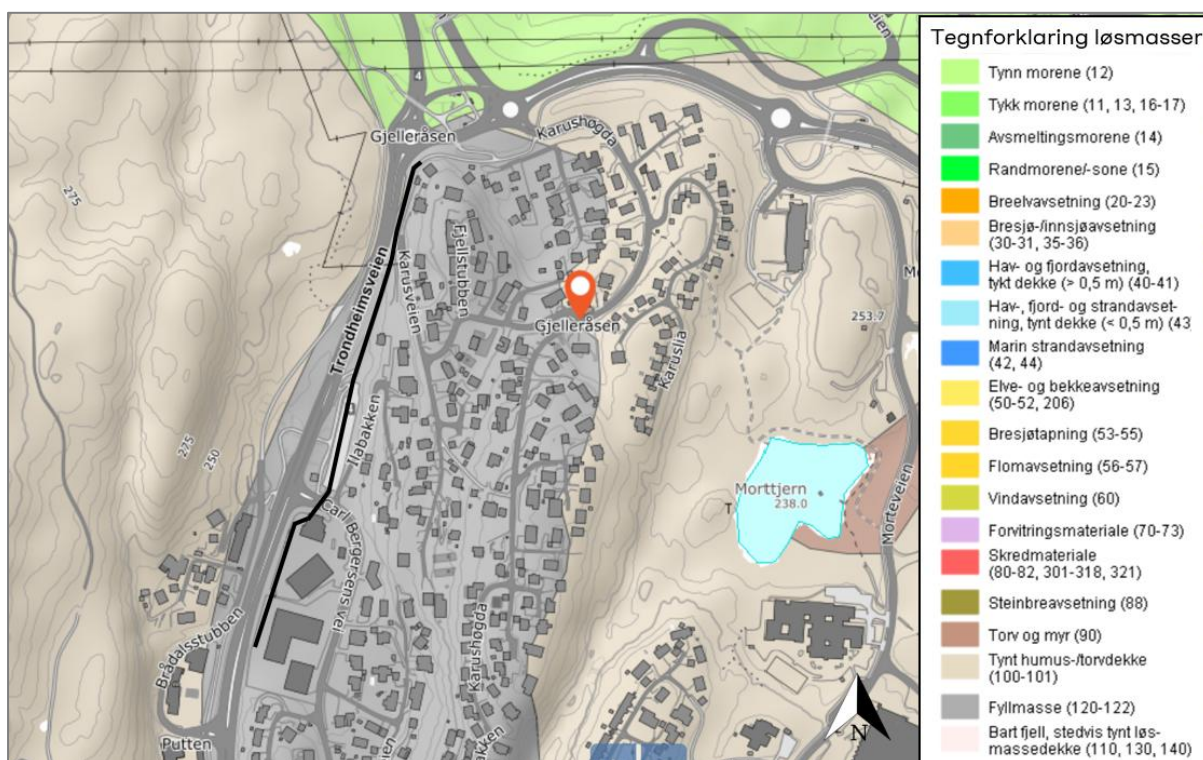 4
Gjelleråsen
Karushøgda
275
Trondheimsveien
Karusveien
Fjellstubben
Gjelleråsen
Karuslia
253.7
275
250
Ilabakken
Morttjern
238.0
Morteveien
Carl Bergersens vei
Brådalsstubben
Karushøgda
Putten
N
Tegnforklaring løsmasser
Tynn morene (12)
Tykk morene (11, 13, 16-17)
Avsmeltingsmorene (14)
Randmorene/-sone (15)
Breelvavsetning (20-23)
Bresjø-/innsjøavsetning
(30-31, 35-36)
Hav- og fjordavsetning,
tykt dekke (> 0,5 m) (40-41)
Hav-, fjord- og strandavset-
ning, tynt dekke (< 0,5 m) (43
Marin strandavsetning
(42, 44)
Elve- og bekkeavsetning
(50-52, 206)
Bresjøtapning (53-55)
Flomavsetning (56-57)
Vindavsetning (60)
Forvitringsmateriale (70-73)
Skredmateriale
(80-82, 301-318, 321)
Steinbreavsetning (88)
Torv og myr (90)
Tynt humus-/torvdekke
(100-101)
Fyllmasse (120-122)
Bart fjell, stedvis tynt løs-
massedekke (110, 130, 140)